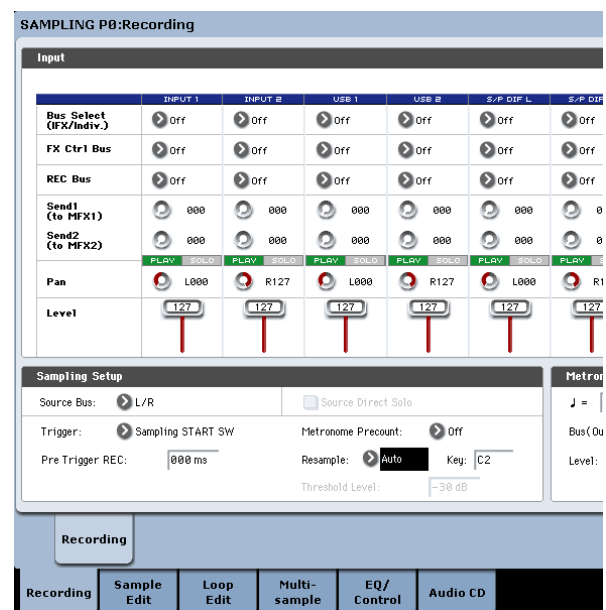 SAMPLING P0:Recording
Input
INPUT 1 INPUT 2 USB 1 USB 2 S/P DIF L S/P DIF
Bus Select (IFX/Indiv.) Off Off Off Off Off Off
FX Ctrl Bus Off Off Off Off Off Off
REC Bus Off Off Off Off Off Off
Send1 (to MFX1) 000 000 000 000 000 0
Send2 (to MFX2) 000 000 000 000 000 0
PLAY SOLO PLAY SOLO PLAY SOLO PLAY SOLO PLAY SOLO PLAY S
Pan L000 R127 L000 R127 L000 R1
Level 127 127 127 127 127 127
Sampling Setup Metron
Source Bus: L/R Source Direct Solo ♩ =
Trigger: Sampling START SW Metronome Precount: Off Bus(Ou
Pre Trigger REC: 000 ms Resample: Auto Key: C2 Level:
Threshold Level: -30 dB
Recording
Recording Sample Edit Loop Edit Multi-sample EQ/Control Audio CD